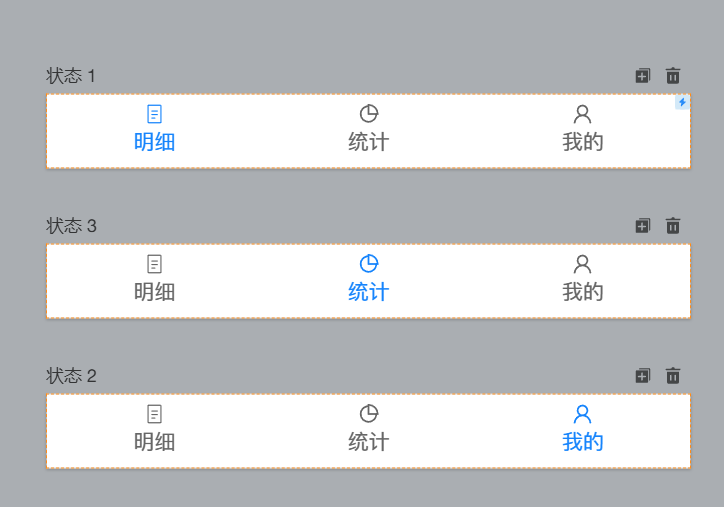 状态 1
明细 统计 我的
状态 3
明细 统计 我的
状态 2
明细 统计 我的